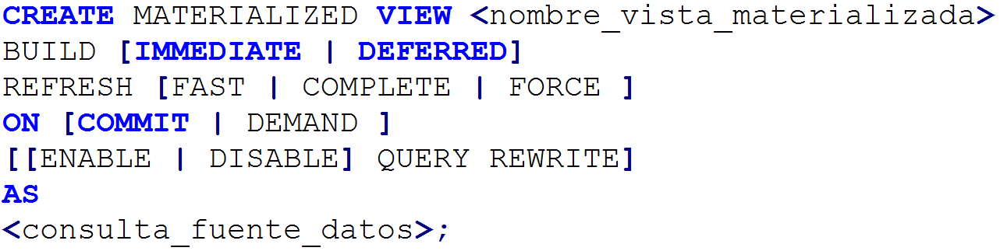 CREATE MATERIALIZED VIEW <nombre_vista_materializada>
BUILD [IMMEDIATE | DEFERRED]
REFRESH [FAST | COMPLETE | FORCE ]
ON [COMMIT | DEMAND ]
[[ENABLE | DISABLE] QUERY REWRITE]
AS
<consulta_fuente_datos>;